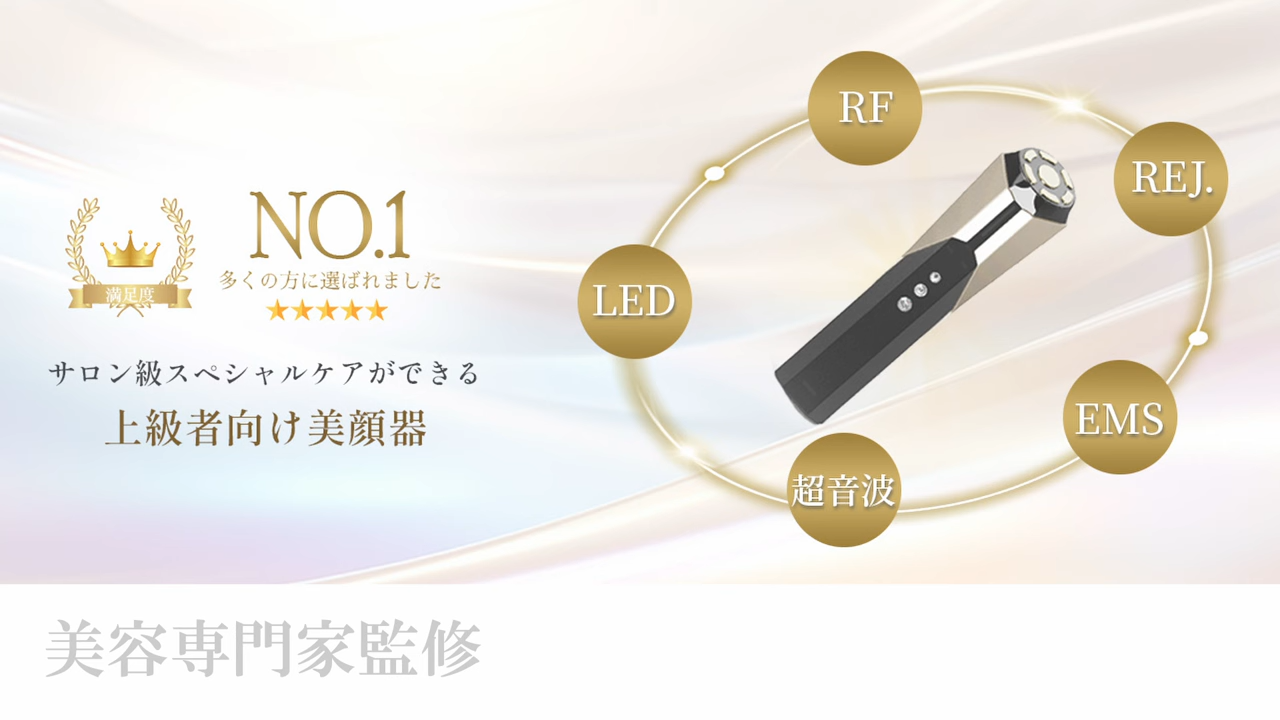 満足度
NO.1
多くの方に選ばれました
サロン級スペシャルケアができる
上級者向け美顔器
RF
REJ.
LED
EMS
超音波
美容専門家監修